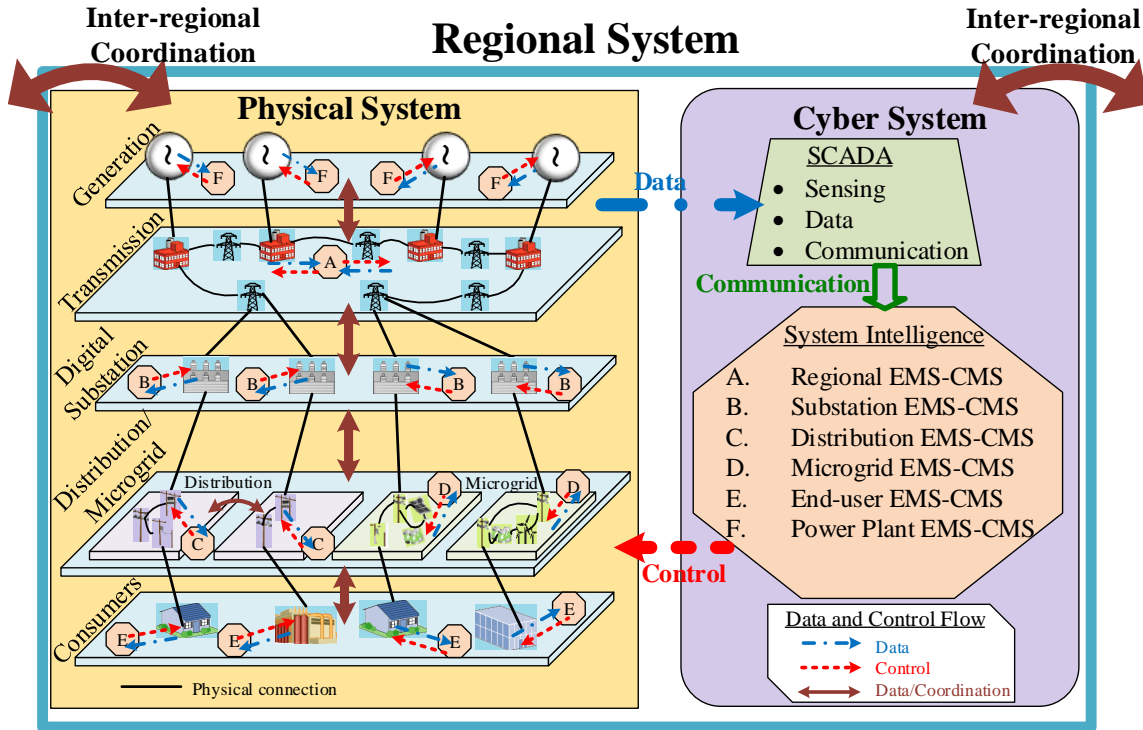 Inter-regional
Coordination
Regional System
Inter-regional
Coordination
Physical System
Generation
F
F
F
F
Transmission
A
Digital
Substation
B
B
B
B
Distribution/
Microgrid
Distribution
Microgrid
C
C
D
D
Consumers
E
E
E
E
Physical connection
Data
Control
Cyber System
SCADA
• Sensing
• Data
• Communication
Communication
System Intelligence
A. Regional EMS-CMS
B. Substation EMS-CMS
C. Distribution EMS-CMS
D. Microgrid EMS-CMS
E. End-user EMS-CMS
F. Power Plant EMS-CMS
Data and Control Flow
Data
Control
Data/Coordination